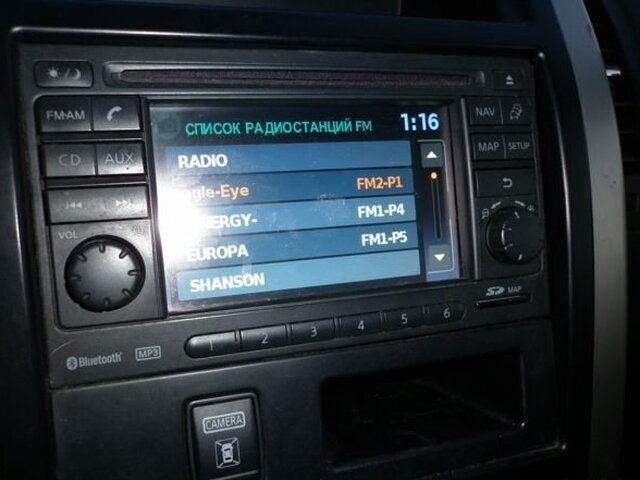 FM·AM
CD AUX
VOL
СПИСОК РАДИОСТАНЦИЙ FM 1:16
RADIO
FM2-P1
FM1-P4
EUROPA FM1-P5
SHANSON
NAV
MAP SETUP
SD MAP
1 2 3 4 5 6
Bluetooth MP3
CAMERA